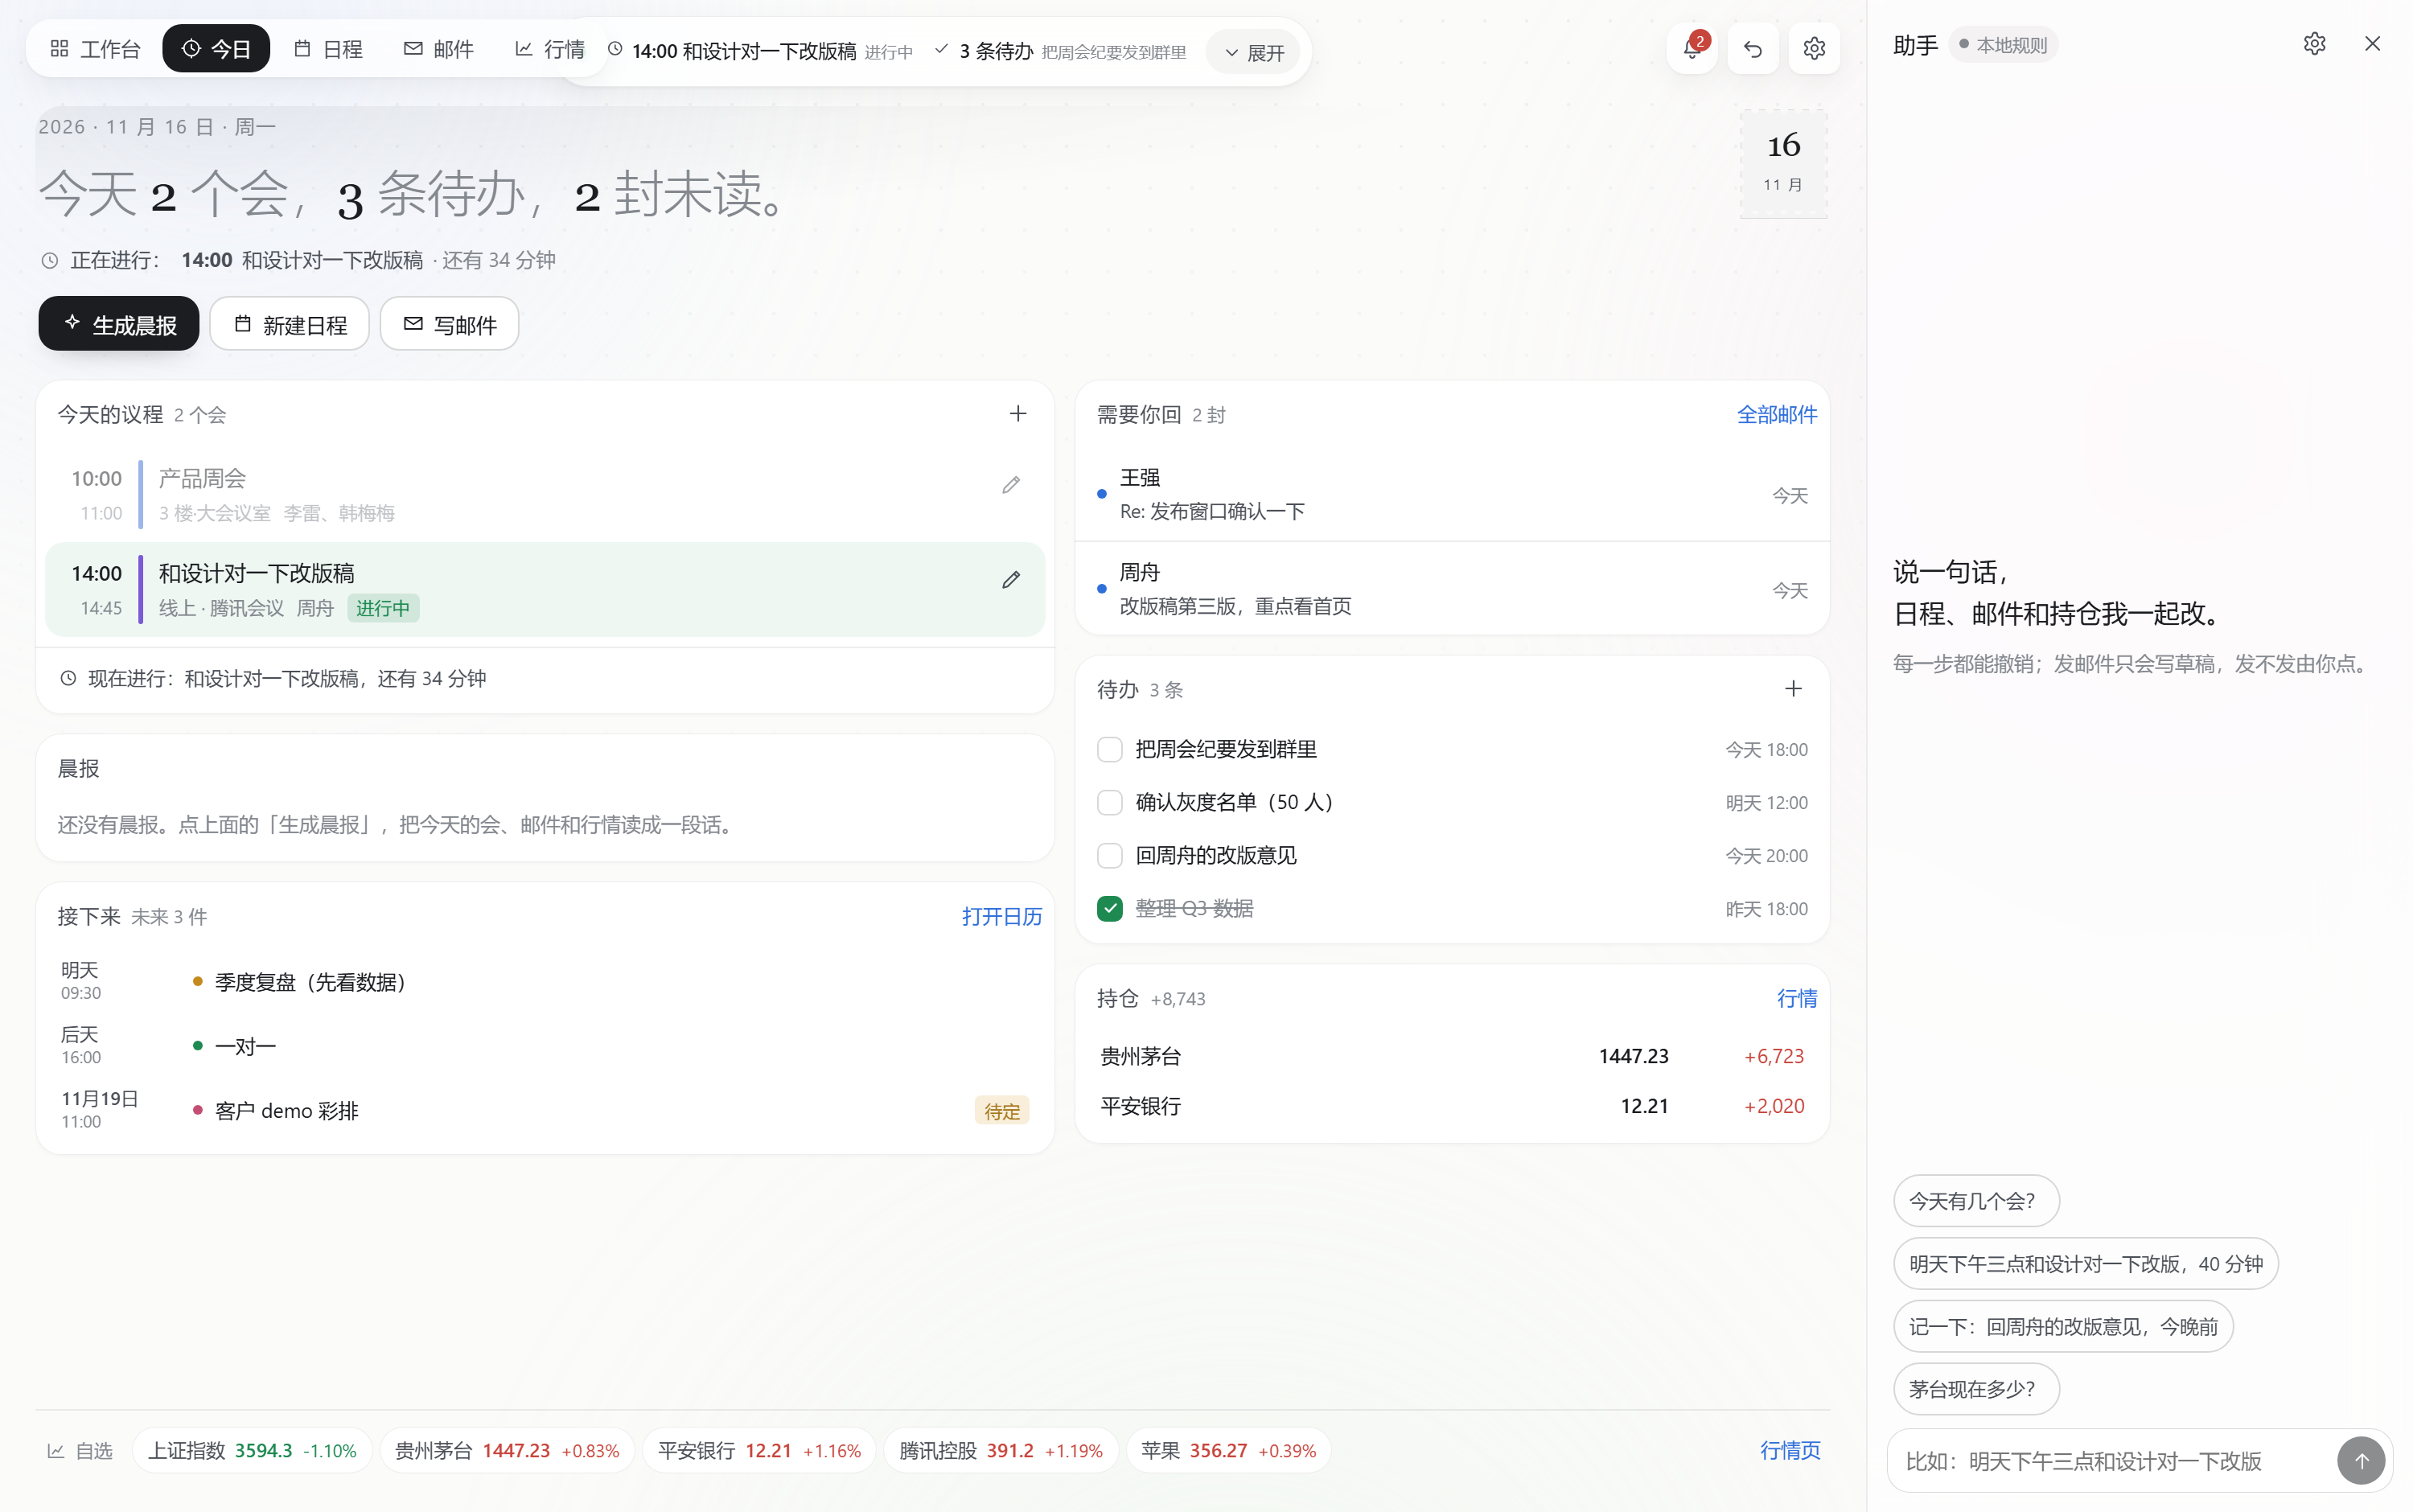 工作台 今日 日程 邮件 行情
14:00 和设计对一下改版稿 进行中 3 条待办 把周会纪要发到群里 展开
2
2026 · 11 月 16 日 · 周一
今天 2 个会，3 条待办，2 封未读。
正在进行： 14:00 和设计对一下改版稿 · 还有 34 分钟
16
11 月
生成晨报 新建日程 写邮件
今天的议程 2 个会
10:00 产品周会
11:00 3 楼·大会议室 李雷、韩梅梅
14:00 和设计对一下改版稿
14:45 线上 · 腾讯会议 周舟 进行中
现在进行：和设计对一下改版稿，还有 34 分钟
晨报
还没有晨报。点上面的「生成晨报」，把今天的会、邮件和行情读成一段话。
接下来 未来 3 件 打开日历
明天
09:30
季度复盘（先看数据）
后天
16:00
一对一
11月19日
11:00
客户 demo 彩排 待定
需要你回 2 封 全部邮件
王强
Re: 发布窗口确认一下
今天
周舟
改版稿第三版，重点看首页
今天
待办 3 条
把周会纪要发到群里 今天 18:00
确认灰度名单（50 人） 明天 12:00
回周舟的改版意见 今天 20:00
整理 Q3 数据 昨天 18:00
持仓 +8,743 行情
贵州茅台 1447.23 +6,723
平安银行 12.21 +2,020
自选 上证指数 3594.3 -1.10% 贵州茅台 1447.23 +0.83% 平安银行 12.21 +1.16% 腾讯控股 391.2 +1.19% 苹果 356.27 +0.39% 行情页
助手 本地规则
说一句话，
日程、邮件和持仓我一起改。
每一步都能撤销；发邮件只会写草稿，发不发由你点。
今天有几个会？
明天下午三点和设计对一下改版，40 分钟
记一下：回周舟的改版意见，今晚前
茅台现在多少？
比如：明天下午三点和设计对一下改版